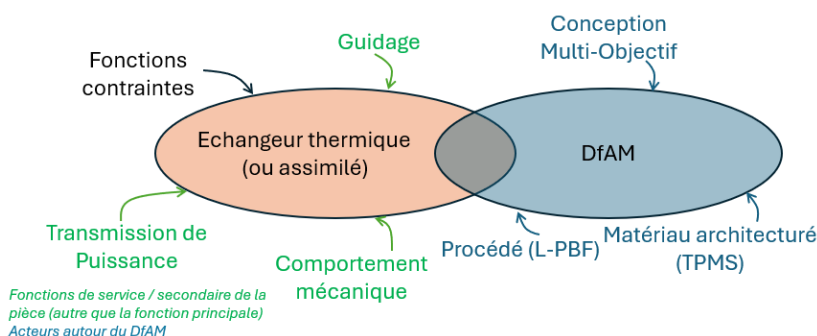 Conception
Multi-Objectif
Guidage
Fonctions
contraintes
Echangeur thermique
(ou assimilé)
DfAM
Transmission de
Puissance
Comportement
mécanique
Procédé (L-PBF)
Matériau architecturé
(TPMS)
Fonctions de service / secondaire de la
pièce (autre que la fonction principale)
Acteurs autour du DfAM